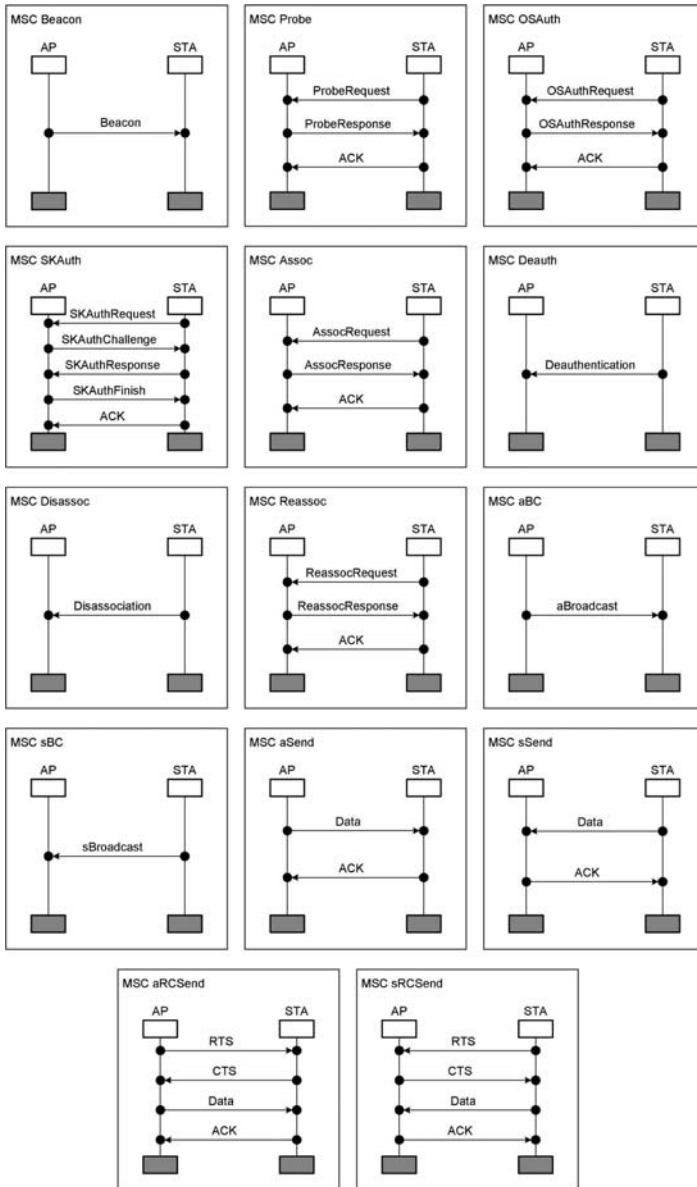 MSC Beacon
AP STA
Beacon
MSC Probe
AP STA
ProbeRequest
ProbeResponse
ACK
MSC OSAuth
AP STA
OSAuthRequest
OSAuthResponse
ACK
MSC SKAuth
AP STA
SKAuthRequest
SKAuthChallenge
SKAuthResponse
SKAuthFinish
ACK
MSC Assoc
AP STA
AssocRequest
AssocResponse
ACK
MSC Deauth
AP STA
Deauthentication
MSC Disassoc
AP STA
Disassociation
MSC Reassoc
AP STA
ReassocRequest
ReassocResponse
ACK
MSC aBC
AP STA
aBroadcast
MSC sBC
AP STA
sBroadcast
MSC aSend
AP STA
Data
ACK
MSC sSend
AP STA
Data
ACK
MSC aRCSend
AP STA
RTS
CTS
Data
ACK
MSC sRCSend
AP STA
RTS
CTS
Data
ACK